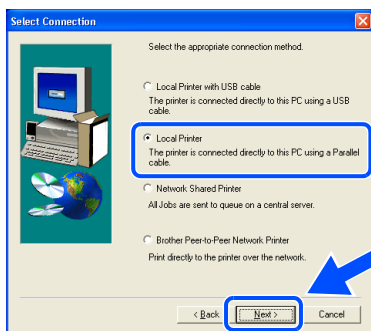 Select Connection
Select the appropriate connection method.
Local Printer with USB cable
The printer is connected directly to this PC using a USB
cable.
Local Printer
The printer is connected directly to this PC using a Parallel
cable.
Network Shared Printer
All Jobs are sent to queue on a central server.
Brother Peer-to-Peer Network Printer
Print directly to the printer over the network.
< Back Next > Cancel